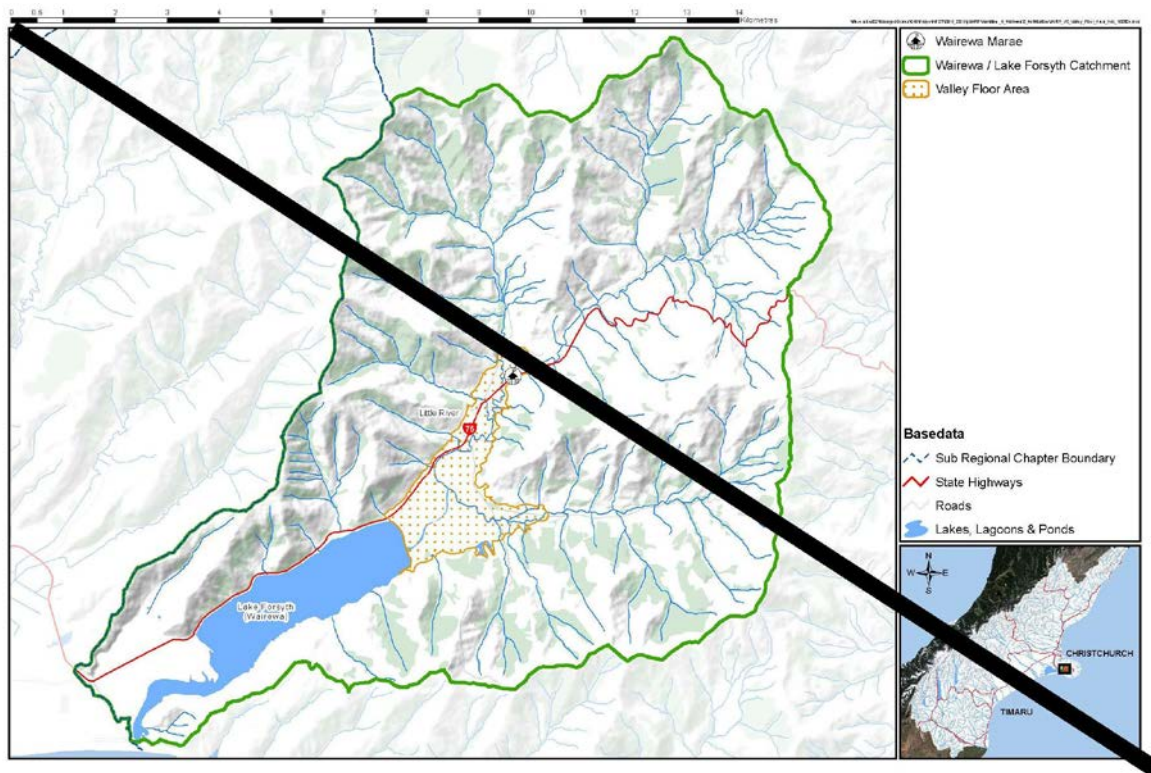 0 0.5 1 2 3 4 5 6 7 8 9 10 11 12 13 14
Kilometres
Wairewa Marae
Wairewa / Lake Forsyth Catchment
Valley Floor Area
Little River
75
Lake Forsyth
(Wairewa)
Basedata
Sub Regional Chapter Boundary
State Highways
Roads
Lakes, Lagoons & Ponds
N
W E
S
CHRISTCHURCH
TIMARU